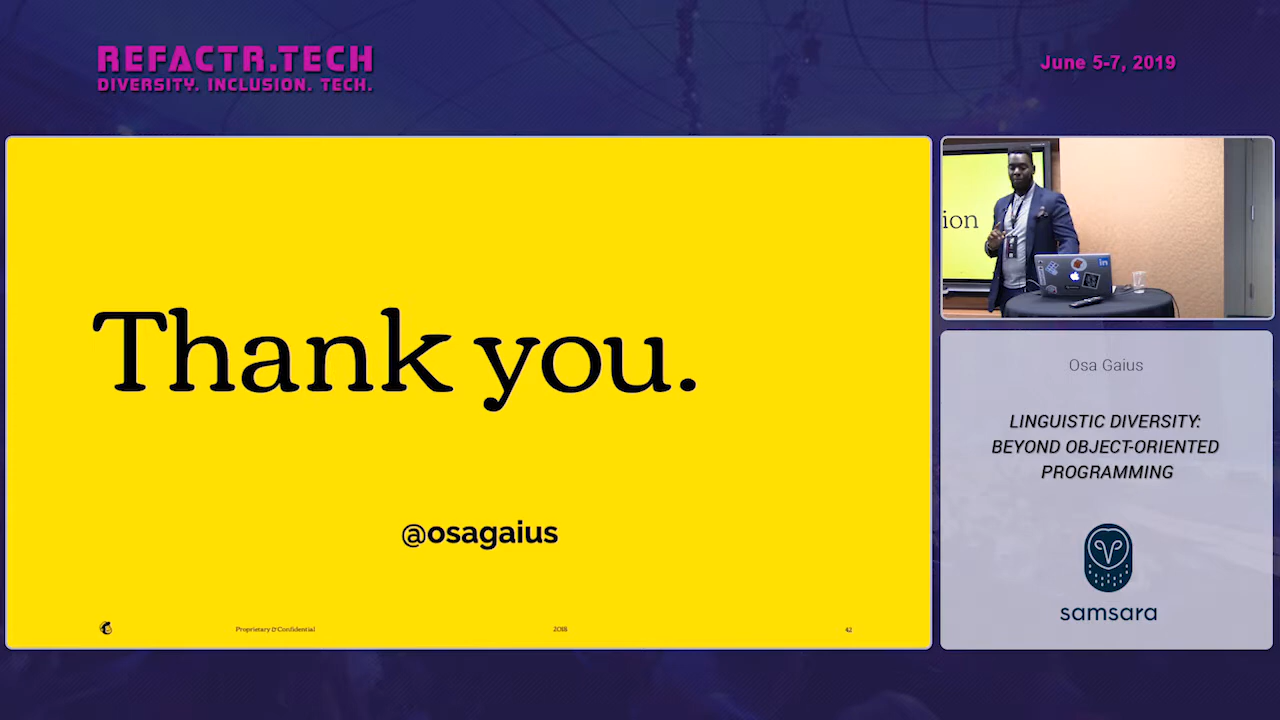 REFACTR.TECH
DIVERSITY. INCLUSION. TECH.
June 5-7, 2019
Thank you.
@osagaius
Proprietary & Confidential
2018
42
ion
Osa Gaius
LINGUISTIC DIVERSITY:
BEYOND OBJECT-ORIENTED
PROGRAMMING
samsara